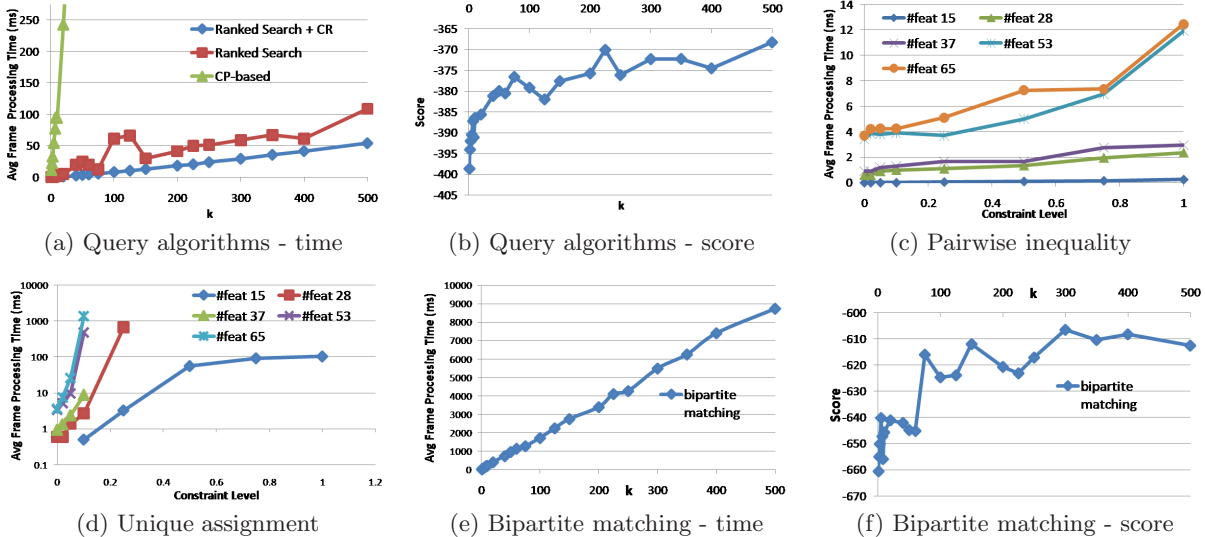 Avg Frame Processing Time (ms)
250
200
150
100
50
0
Ranked Search + CR
Ranked Search
CP-based
0 100 200 300 400 500
k
(a) Query algorithms - time
0 100 200 300 400 500
Score
-365
-370
-375
-380
-385
-390
-395
-400
-405
k
(b) Query algorithms - score
Avg Frame Processing Time (ms)
14
12
10
8
6
4
2
0
#feat 15 #feat 28
#feat 37 #feat 53
#feat 65
0 0.2 0.4 0.6 0.8 1
Constraint Level
(c) Pairwise inequality
Avg Frame Processing Time (ms)
10000
1000
100
10
1
0.1
#feat 15 #feat 28
#feat 37 #feat 53
#feat 65
0 0.2 0.4 0.6 0.8 1 1.2
Constraint Level
(d) Unique assignment
Avg Frame Processing Time (ms)
10000
9000
8000
7000
6000
5000
4000
3000
2000
1000
0
bipartite
matching
0 100 200 300 400 500
k
(e) Bipartite matching - time
k
0 100 200 300 400 500
Score
-600
-610
-620
-630
-640
-650
-660
-670
bipartite
matching
(f) Bipartite matching - score